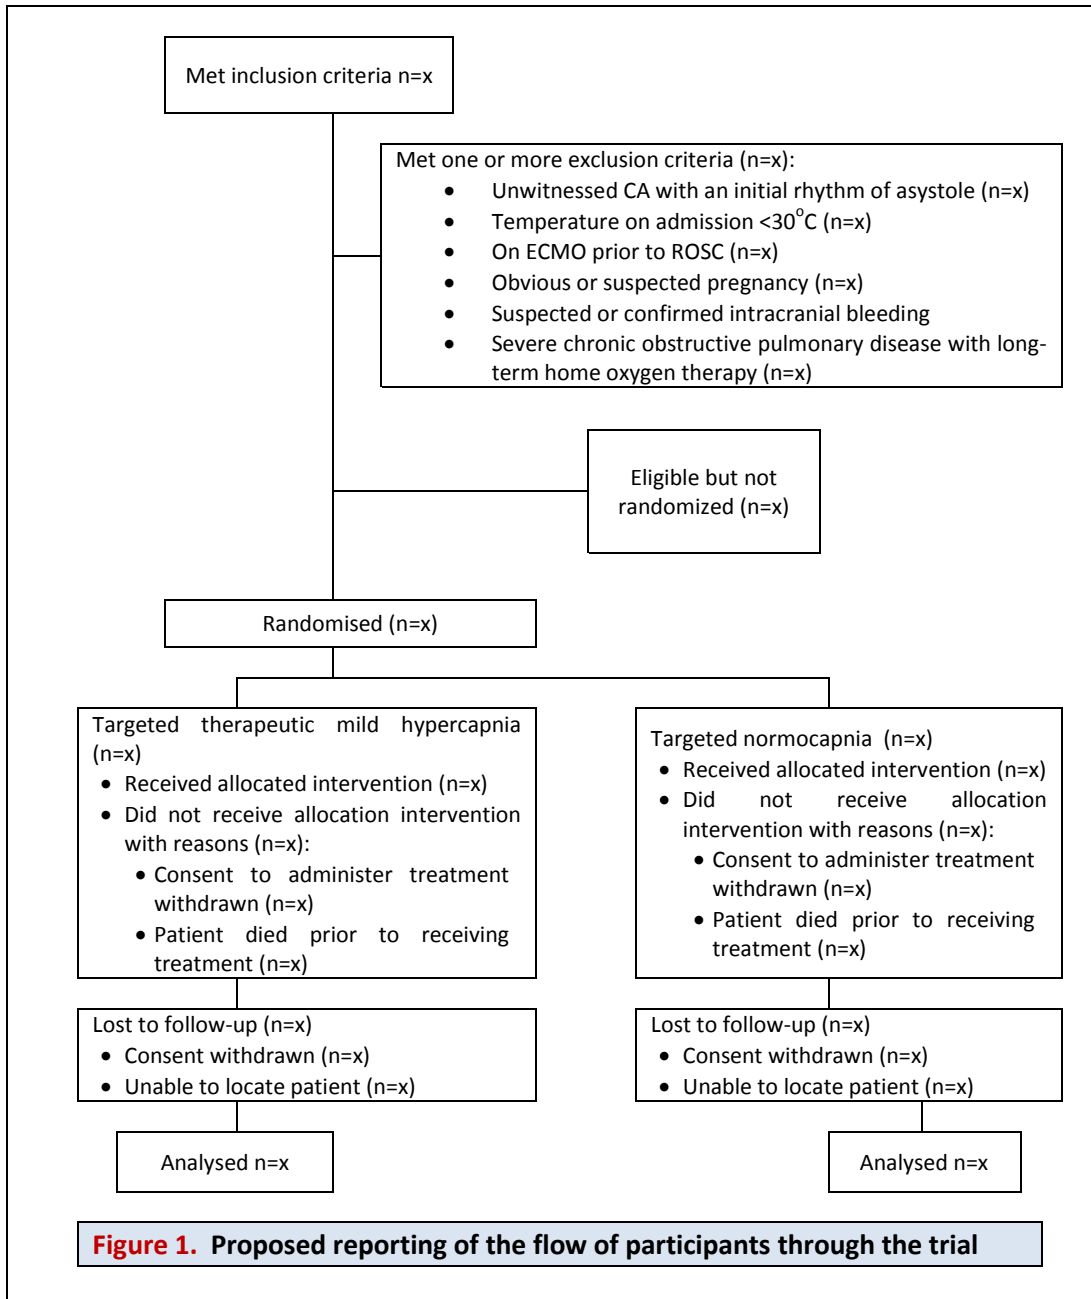 Met inclusion criteria n=x
Met one or more exclusion criteria (n=x):
• Unwitnessed CA with an initial rhythm of asystole (n=x)
• Temperature on admission <30°C (n=x)
• On ECMO prior to ROSC (n=x)
• Obvious or suspected pregnancy (n=x)
• Suspected or confirmed intracranial bleeding
• Severe chronic obstructive pulmonary disease with long-
term home oxygen therapy (n=x)
Eligible but not
randomized (n=x)
Randomised (n=x)
Targeted therapeutic mild hypercapnia
(n=x)
• Received allocated intervention (n=x)
• Did not receive allocation intervention
with reasons (n=x):
• Consent to administer treatment
withdrawn (n=x)
• Patient died prior to receiving
treatment (n=x)
Targeted normocapnia (n=x)
• Received allocated intervention (n=x)
• Did not receive allocation
intervention with reasons (n=x):
• Consent to administer treatment
withdrawn (n=x)
• Patient died prior to receiving
treatment (n=x)
Lost to follow-up (n=x)
• Consent withdrawn (n=x)
• Unable to locate patient (n=x)
Lost to follow-up (n=x)
• Consent withdrawn (n=x)
• Unable to locate patient (n=x)
Analysed n=x
Analysed n=x
Figure 1. Proposed reporting of the flow of participants through the trial